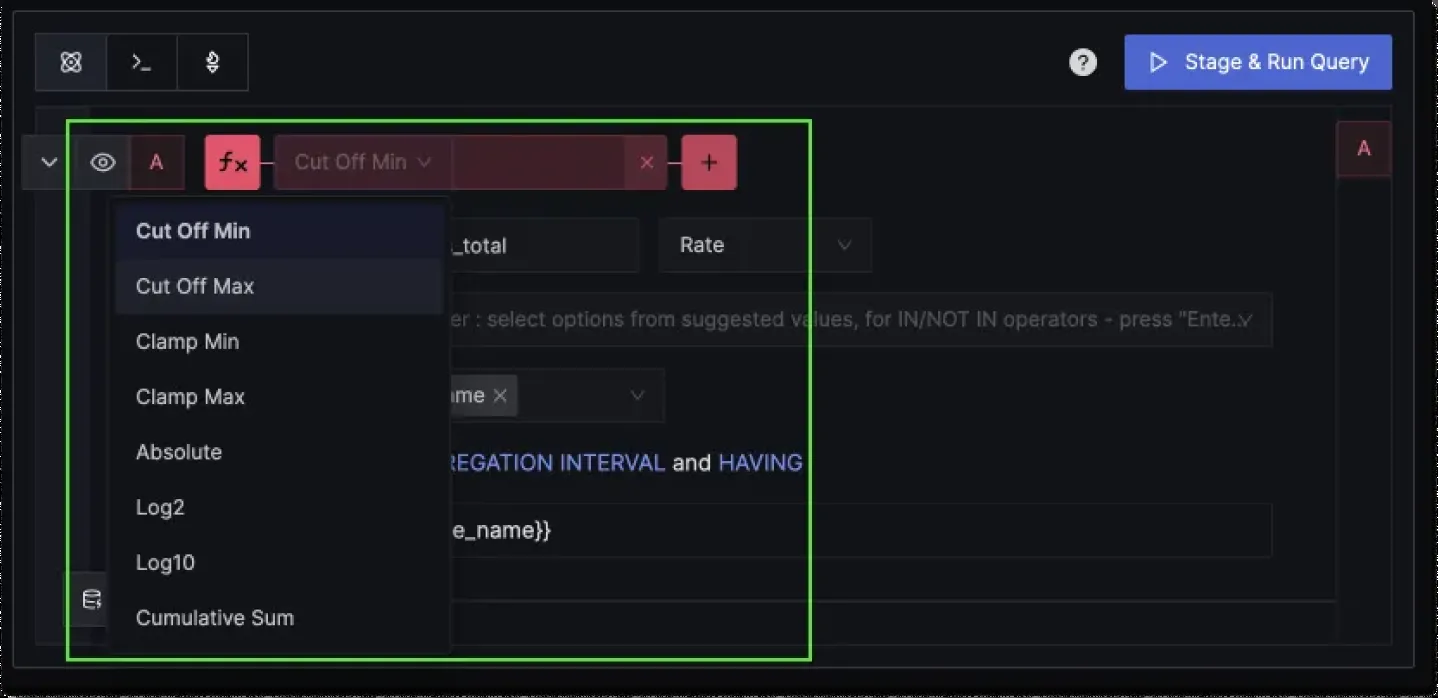 Stage & Run Query
A
fx
Cut Off Min
A
Cut Off Min
_total
Rate
Cut Off Max
er : select options from suggested values, for IN/NOT IN operators - press "Ente...
Clamp Min
Clamp Max
me
Absolute
REGATION INTERVAL and HAVING
Log2
e_name}}
Log10
Cumulative Sum